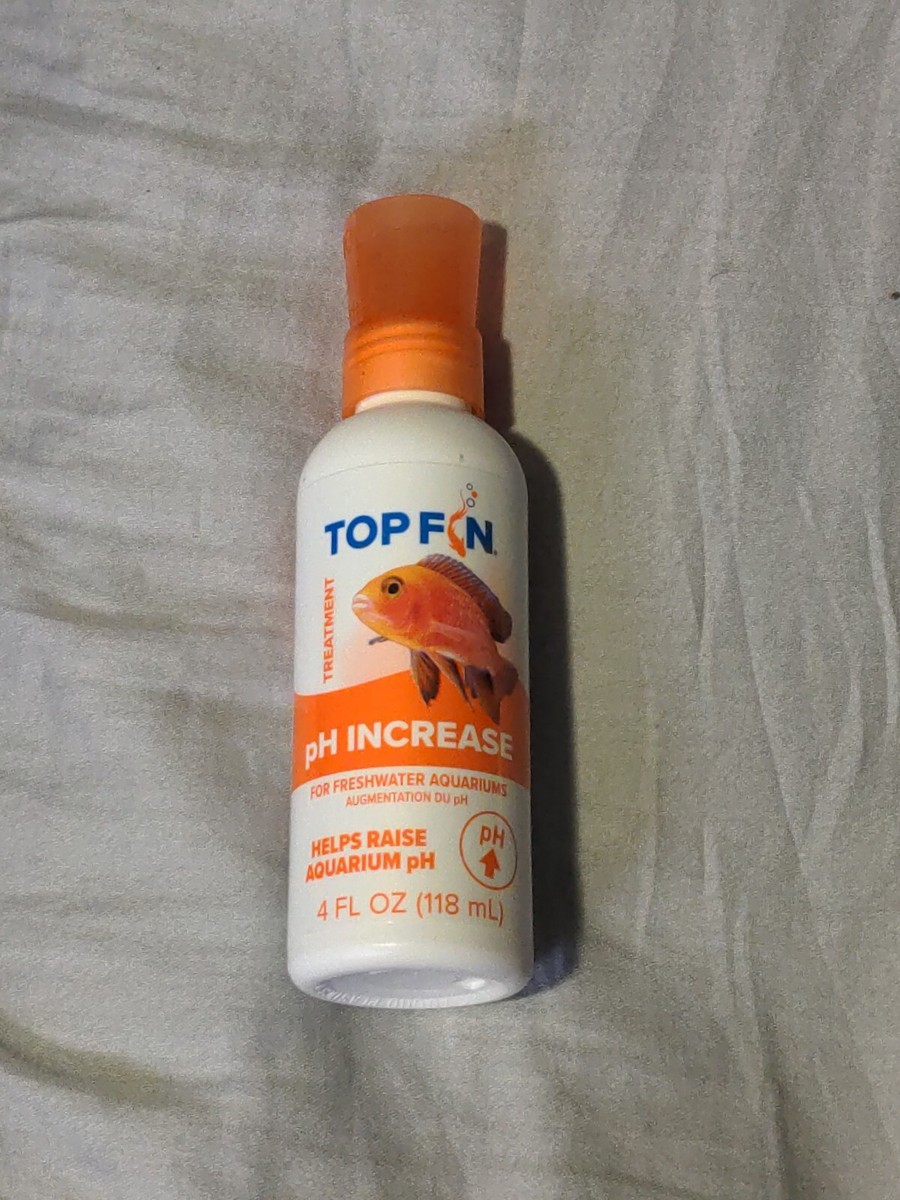 TOP FIN
TREATMENT
pH INCREASE
FOR FRESHWATER AQUARIUMS
AUGMENTATION DU pH
HELPS RAISE
AQUARIUM pH
pH
4 FL OZ (118 mL)